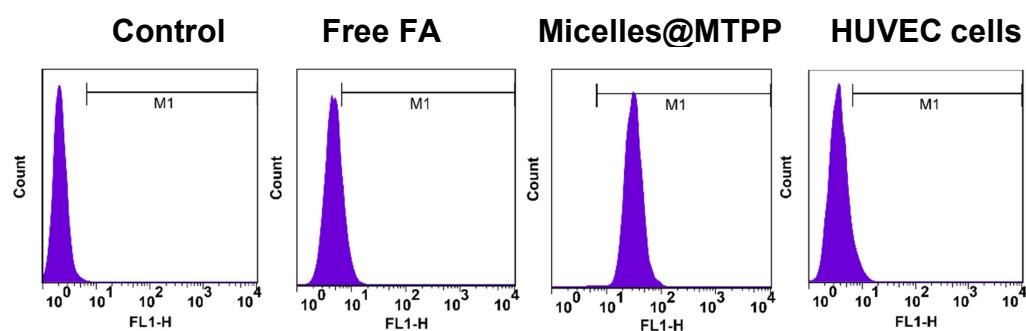 Control Free FA Micelles@MTPP HUVEC cells
M1 M1 M1 M1
Count Count Count Count
10⁰ 10¹ 10² 10³ 10⁴ 10⁰ 10¹ 10² 10³ 10⁴ 10⁰ 10¹ 10² 10³ 10⁴ 10⁰ 10¹ 10² 10³ 10⁴
FL1-H FL1-H FL1-H FL1-H